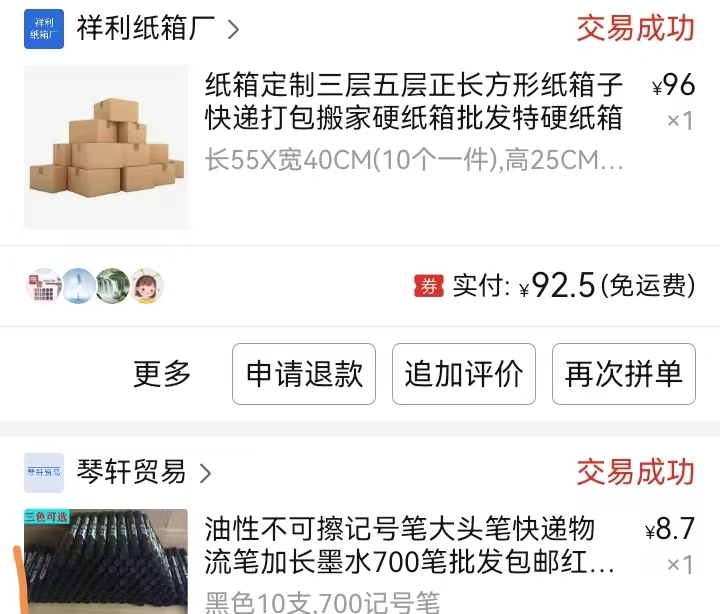 祥利
纸箱厂
祥利纸箱厂
交易成功
纸箱定制三层五层正长方形纸箱子
¥96
快递打包搬家硬纸箱批发特硬纸箱
×1
长55X宽40CM(10个一件),高25CM...
券 实付: ¥92.5(免运费)
更多 申请退款 追加评价 再次拼单
琴轩贸易
琴轩贸易
交易成功
三色可选
油性不可擦记号笔大头笔快递物
¥8.7
流笔加长墨水700笔批发包邮红...
×1
黑色10支,700记号笔